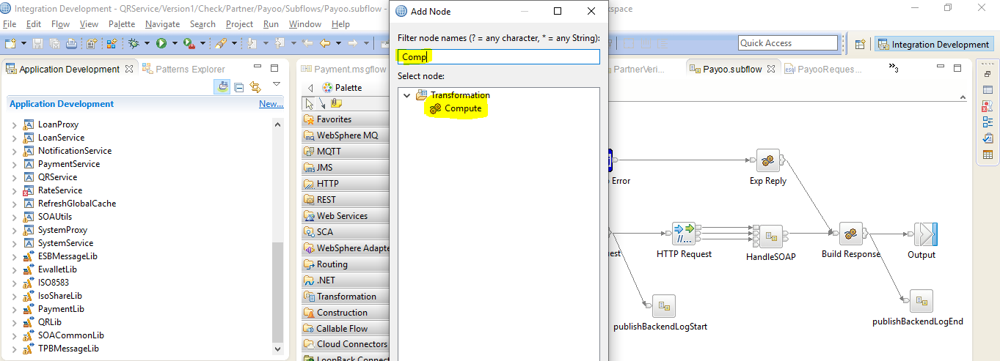 Integration Development - QRService/Version1/Check/Partner/Payoo/Subflows/Payoo.subflow -
kspace
File Edit Flow View Palette Navigate Search Project Run Window Help
Quick Access
Integration Development
Application Development
Patterns Explorer
Application Development New...
LoanProxy
LoanService
NotificationService
PaymentService
QRService
RateService
RefreshGlobalCache
SOAUtils
SystemProxy
SystemService
ESBMessageLib
EwalletLib
ISO8583
IsoShareLib
PaymentLib
QRLib
SOACommonLib
TPBMessageLib
Payment.msgflow
Palette
Favorites
WebSphere MQ
MQTT
JMS
HTTP
REST
Web Services
SCA
WebSphere Adapte
Routing
.NET
Transformation
Construction
Callable Flow
Cloud Connectors
LoopBack Connect
Add Node
Filter node names (? = any character, * = any String):
Comp
Select node:
Transformation
Compute
PartnerVeri...
Payoo.subflow
esql
PayooReques...
3
Error
Exp Reply
uest
HTTP Request
HandleSOAP
Build Response
Output
publishBackendLogStart
publishBackendLogEnd